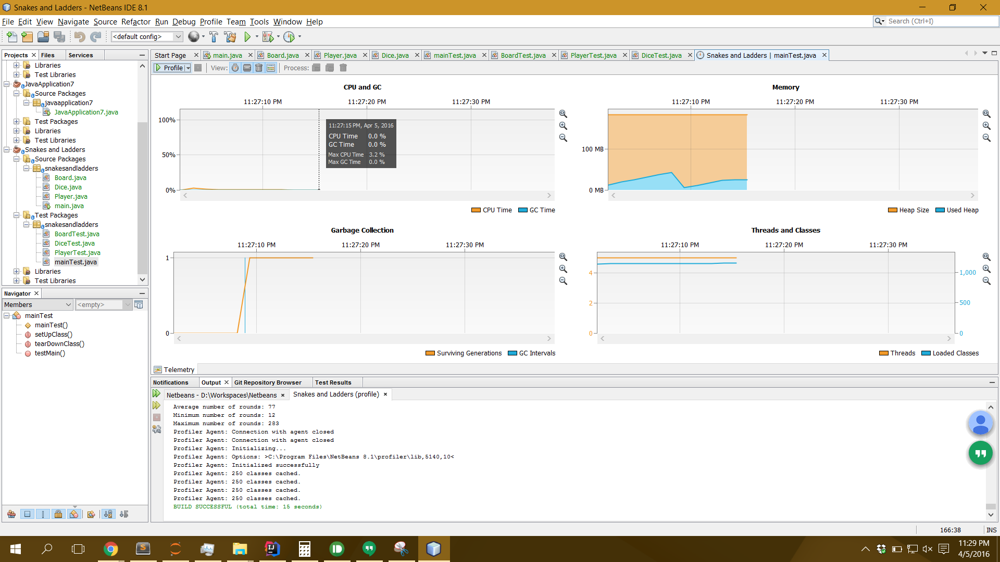 Snakes and Ladders - NetBeans IDE 8.1
File Edit View Navigate Source Refactor Run Debug Profile Team Tools Window Help
Search (Ctrl+I)
<default config>
Projects Files Services
Libraries
Test Libraries
JavaApplication7
Source Packages
javaapplication7
JavaApplication7.java
Test Packages
Libraries
Test Libraries
Snakes and Ladders
Source Packages
snakesandladders
Board.java
Dice.java
Player.java
main.java
Test Packages
snakesandladders
BoardTest.java
DiceTest.java
PlayerTest.java
mainTest.java
Libraries
Test Libraries
Navigator
Members <empty>
mainTest
mainTest()
setUpClass()
tearDownClass()
testMain()
Start Page main.java Board.java Player.java Dice.java mainTest.java BoardTest.java PlayerTest.java DiceTest.java Snakes and Ladders | mainTest.java
Profile View: Process:
CPU and GC
11:27:10 PM 11:27:20 PM 11:27:30 PM
100%
50%
0%
11:27:15 PM, Apr 5, 2016
CPU Time 0.0 %
GC Time 0.0 %
Max CPU Time 3.2 %
Max GC Time 0.0 %
CPU Time GC Time
Memory
11:27:10 PM 11:27:20 PM 11:27:30 PM
100 MB
0 MB
Heap Size Used Heap
Garbage Collection
11:27:10 PM 11:27:20 PM 11:27:30 PM
1
0
Surviving Generations GC Intervals
Threads and Classes
11:27:10 PM 11:27:20 PM 11:27:30 PM
4 1,000
2 500
0 0
Threads Loaded Classes
Telemetry
Notifications Output Git Repository Browser Test Results
Netbeans - D:\Workspaces\Netbeans Snakes and Ladders (profile)
Average number of rounds: 77
Minimum number of rounds: 12
Maximum number of rounds: 283
Profiler Agent: Connection with agent closed
Profiler Agent: Connection with agent closed
Profiler Agent: Initializing...
Profiler Agent: Options: >C:\Program Files\NetBeans 8.1\profiler\lib,5140,10<
Profiler Agent: Initialized successfully
Profiler Agent: 250 classes cached.
Profiler Agent: 250 classes cached.
Profiler Agent: 250 classes cached.
Profiler Agent: 250 classes cached.
BUILD SUCCESSFUL (total time: 15 seconds)
166:38 INS
11:29 PM
4/5/2016